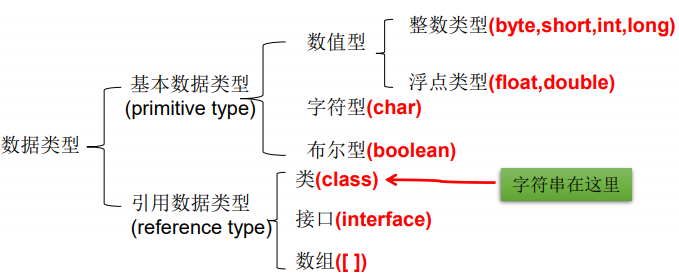 数据类型
基本数据类型
(primitive type)
数值型
整数类型(byte,short,int,long)
浮点类型(float,double)
字符型(char)
布尔型(boolean)
引用数据类型
(reference type)
类(class)
字符串在这里
接口(interface)
数组([ ])